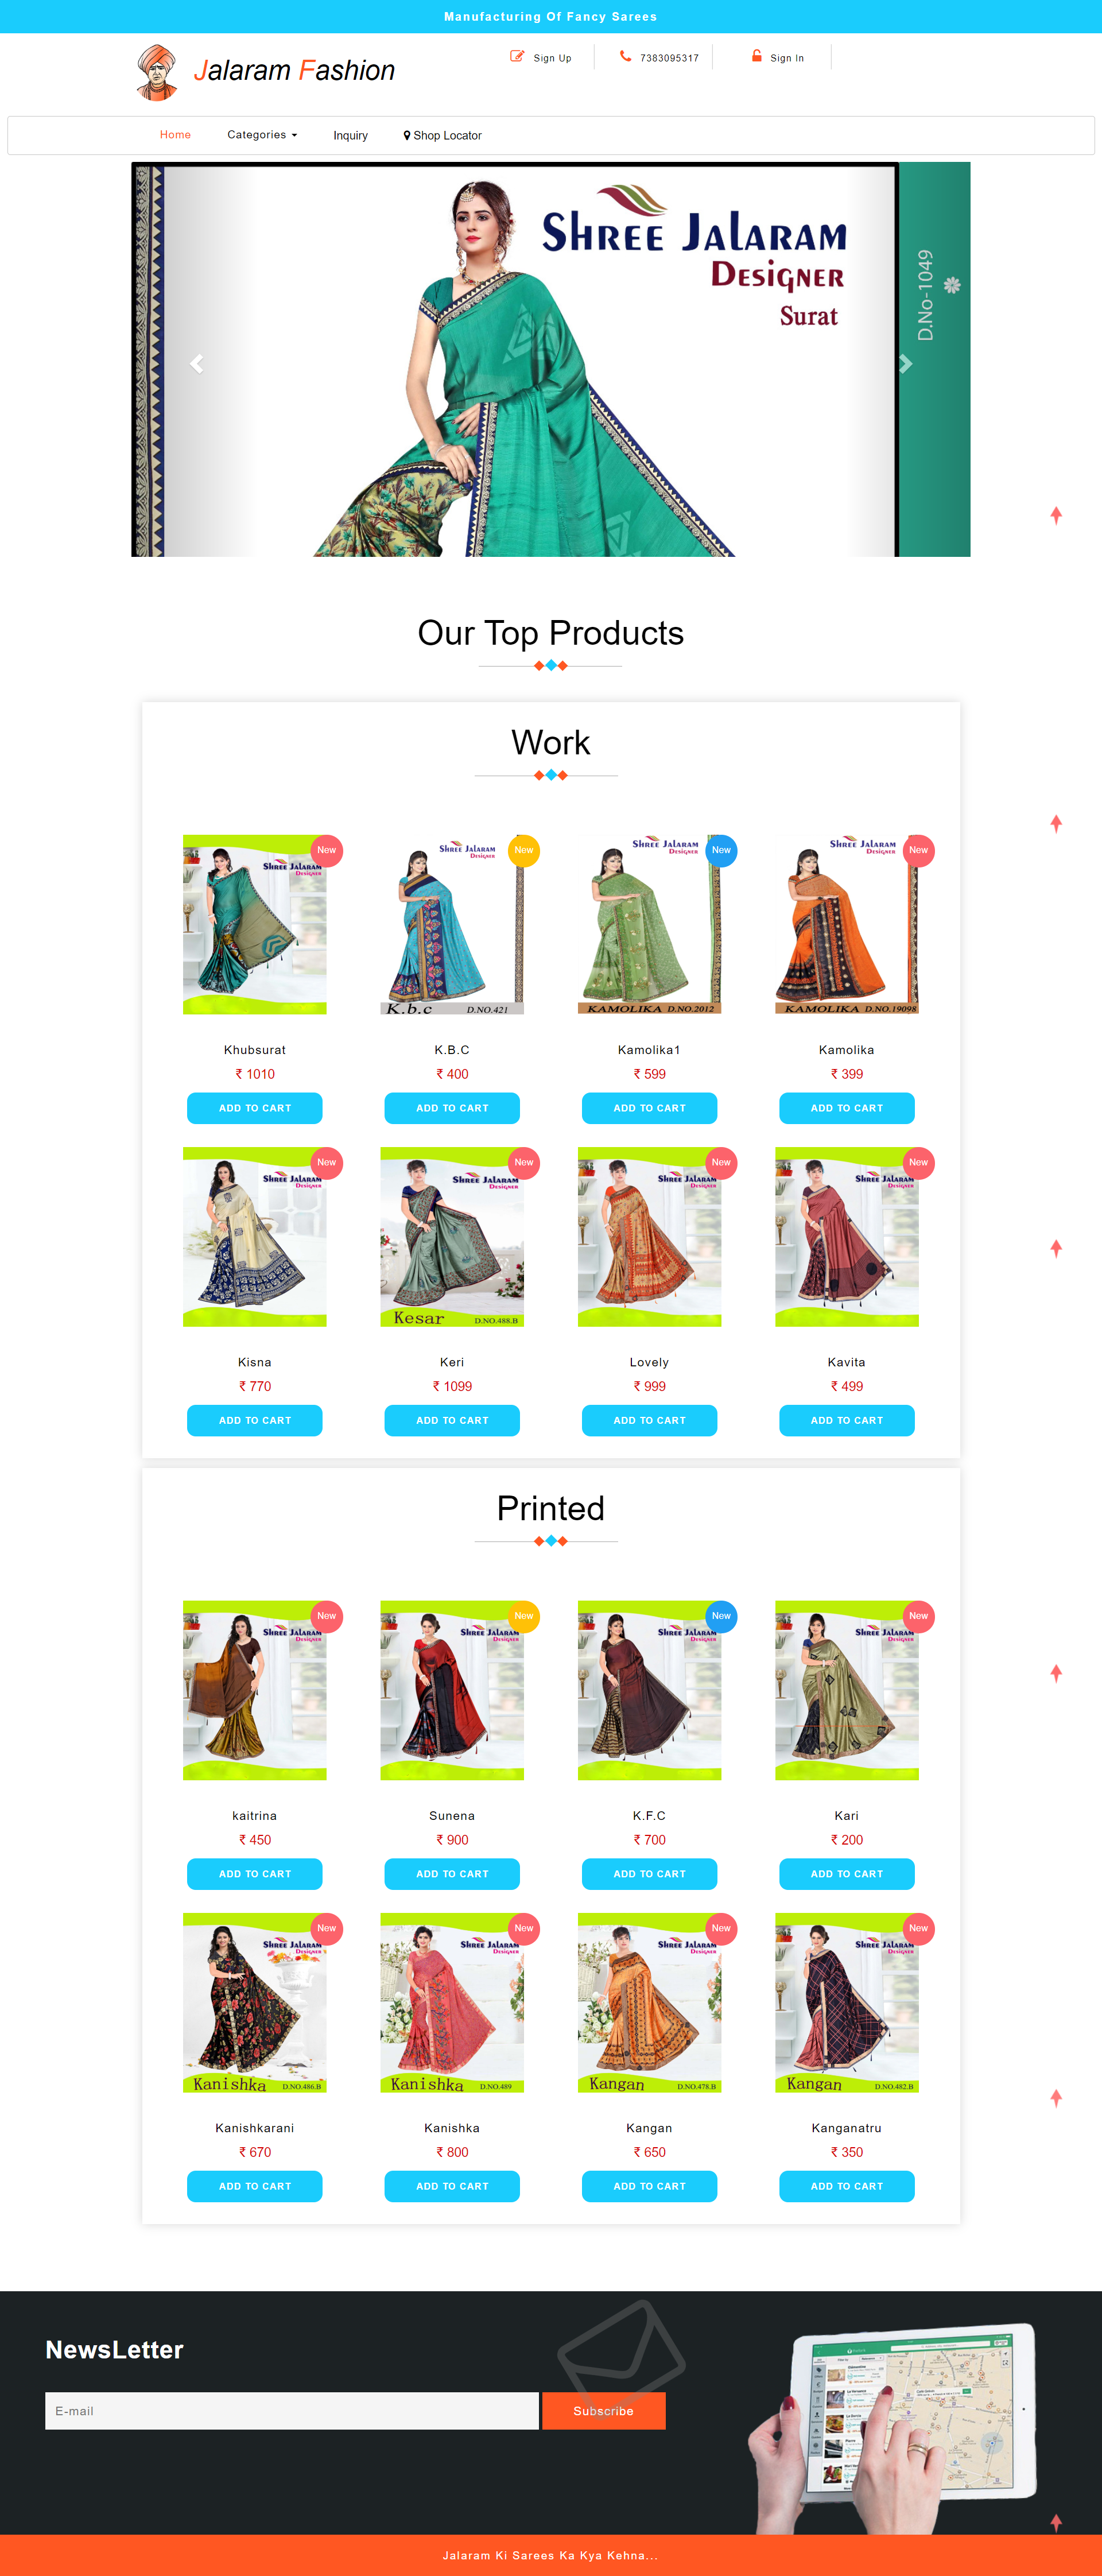 Manufacturing Of Fancy Sarees
Jalaram Fashion
Sign Up
7383095317
Sign In
Home
Categories
Inquiry
Shop Locator
SHREE JALARAM
DESIGNER
Surat
D.No-1049
Our Top Products
Work
New
SHREE JALARAM
DESIGNER
New
SHREE JALARAM
DESIGNER
K.b.c D.NO.421
New
SHREE JALARAM
DESIGNER
KAMOLIKA D.NO.2012
New
SHREE JALARAM
DESIGNER
KAMOLIKA D.NO.19098
Khubsurat
₹ 1010
ADD TO CART
K.B.C
₹ 400
ADD TO CART
Kamolika1
₹ 599
ADD TO CART
Kamolika
₹ 399
ADD TO CART
New
SHREE JALARAM
DESIGNER
New
SHREE JALARAM
DESIGNER
Kesar D.NO.488.B
New
SHREE JALARAM
DESIGNER
New
SHREE JALARAM
DESIGNER
Kisna
₹ 770
ADD TO CART
Keri
₹ 1099
ADD TO CART
Lovely
₹ 999
ADD TO CART
Kavita
₹ 499
ADD TO CART
Printed
New
SHREE JALARAM
DESIGNER
New
SHREE JALARAM
DESIGNER
New
SHREE JALARAM
DESIGNER
New
SHREE JALARAM
DESIGNER
kaitrina
₹ 450
ADD TO CART
Sunena
₹ 900
ADD TO CART
K.F.C
₹ 700
ADD TO CART
Kari
₹ 200
ADD TO CART
New
SHREE JALARAM
DESIGNER
Kanishka D.NO.486.B
New
SHREE JALARAM
DESIGNER
Kanishka D.NO.489
New
SHREE JALARAM
DESIGNER
Kangan D.NO.478.B
New
SHREE JALARAM
DESIGNER
Kangan D.NO.482.B
Kanishkarani
₹ 670
ADD TO CART
Kanishka
₹ 800
ADD TO CART
Kangan
₹ 650
ADD TO CART
Kanganatru
₹ 350
ADD TO CART
NewsLetter
E-mail
Subscribe
Jalaram Ki Sarees Ka Kya Kehna...